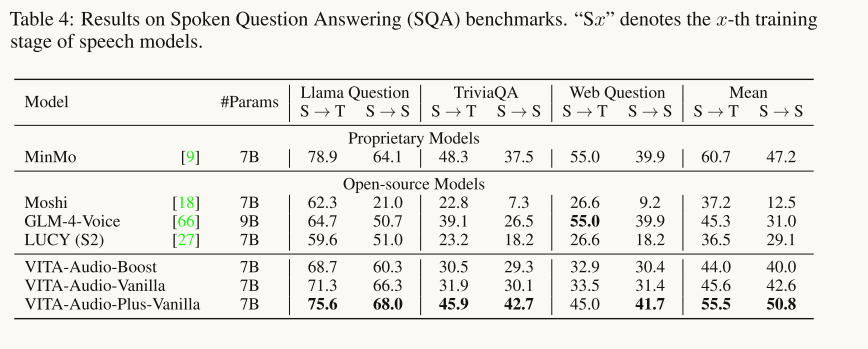 Table 4: Results on Spoken Question Answering (SQA) benchmarks. “Sx” denotes the x-th training
stage of speech models.
Model #Params Llama Question TriviaQA Web Question Mean
S → T S → S S → T S → S S → T S → S S → T S → S
Proprietary Models
MinMo [9] 7B 78.9 64.1 48.3 37.5 55.0 39.9 60.7 47.2
Open-source Models
Moshi [18] 7B 62.3 21.0 22.8 7.3 26.6 9.2 37.2 12.5
GLM-4-Voice [66] 9B 64.7 50.7 39.1 26.5 55.0 39.9 45.3 31.0
LUCY (S2) [27] 7B 59.6 51.0 23.2 18.2 26.6 18.2 36.5 29.1
VITA-Audio-Boost 7B 68.7 60.3 30.5 29.3 32.9 30.4 44.0 40.0
VITA-Audio-Vanilla 7B 71.3 66.3 31.9 30.1 33.5 31.4 45.6 42.6
VITA-Audio-Plus-Vanilla 7B 75.6 68.0 45.9 42.7 45.0 41.7 55.5 50.8